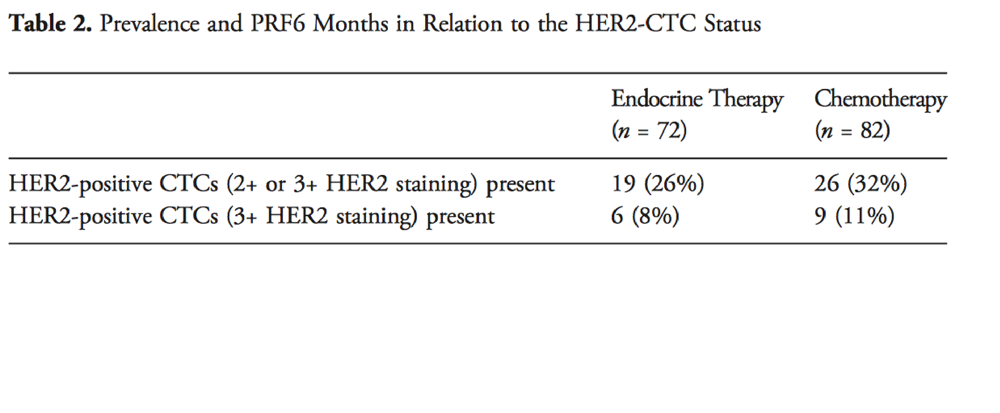 Table 2. Prevalence and PRF6 Months in Relation to the HER2-CTC Status
Endocrine Therapy Chemotherapy
(n = 72) (n = 82)
HER2-positive CTCs (2+ or 3+ HER2 staining) present 19 (26%) 26 (32%)
HER2-positive CTCs (3+ HER2 staining) present 6 (8%) 9 (11%)